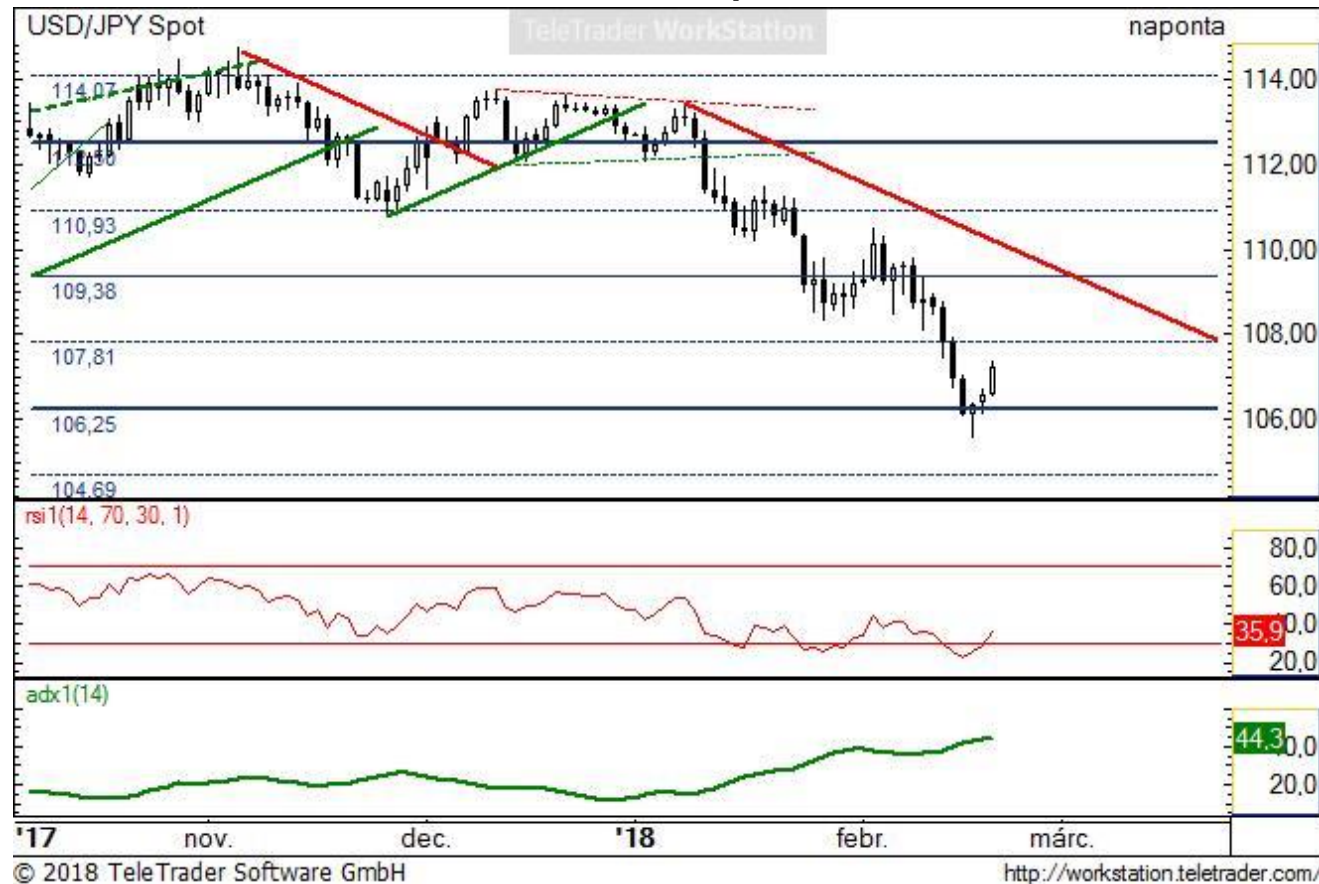 USD/JPY Spot
TeleTrader WorkStation
naponta
114,07
110,93
109,38
107,81
106,25
104,69
114,00
112,00
110,00
108,00
106,00
rsi1(14, 70, 30, 1)
80,0
60,0
35,9
20,0
adx1(14)
44,3
20,0
'17
nov.
dec.
'18
febr.
márc.
© 2018 TeleTrader Software GmbH
http://workstation.teletrader.com/